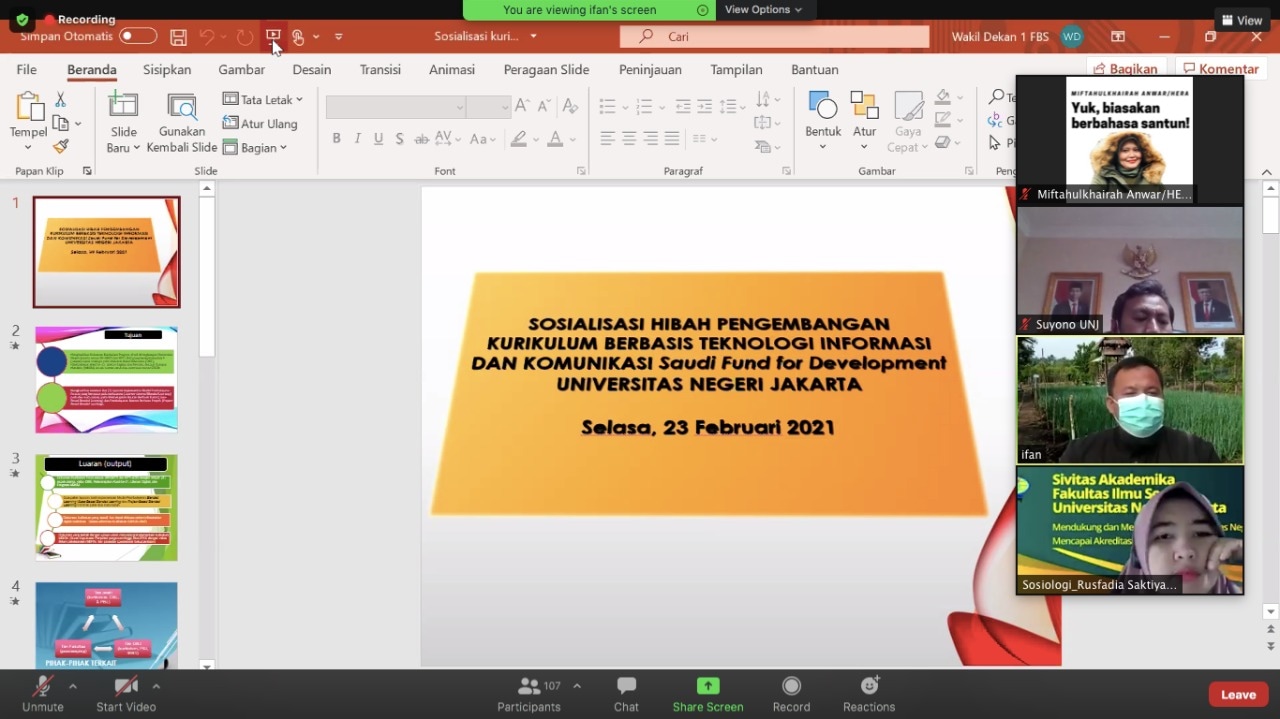 Recording
You are viewing ifan's screen
View Options
View
Simpan Otomatis
Sosialisasi kuri...
Cari
Wakil Dekan 1 FBS
WD
File
Beranda
Sisipkan
Gambar
Desain
Transisi
Animasi
Peragaan Slide
Peninjauan
Tampilan
Bantuan
Bagikan
Komentar
Tempel
Slide
Baru
Gunakan
Kembali Slide
Tata Letak
Atur Ulang
Bagian
Bentuk
Atur
Gaya
Cepat
Papan Klip
Slide
Font
Paragraf
Gambar
MIFTAHULKHAIRAH ANWAR/HERA
Yuk, biasakan
berbahasa santun!
Miftahulkhairah Anwar/HE...
Suyono UNJ
ifan
Sivitas Akademika
Fakultas Ilmu
Universitas
Mendukung dan
Mencapai
Sosiologi_Rusfadia Saktiya...
1
2
Tujuan
3
Luaran (output)
4
PIHAK-PIHAK TERKAIT
SOSIALISASI HIBAH PENGEMBANGAN
KURIKULUM BERBASIS TEKNOLOGI INFORMASI
DAN KOMUNIKASI Saudi Fund for Development
UNIVERSITAS NEGERI JAKARTA
Selasa, 23 Februari 2021
Unmute
Start Video
107
Participants
Chat
Share Screen
Record
Reactions
Leave